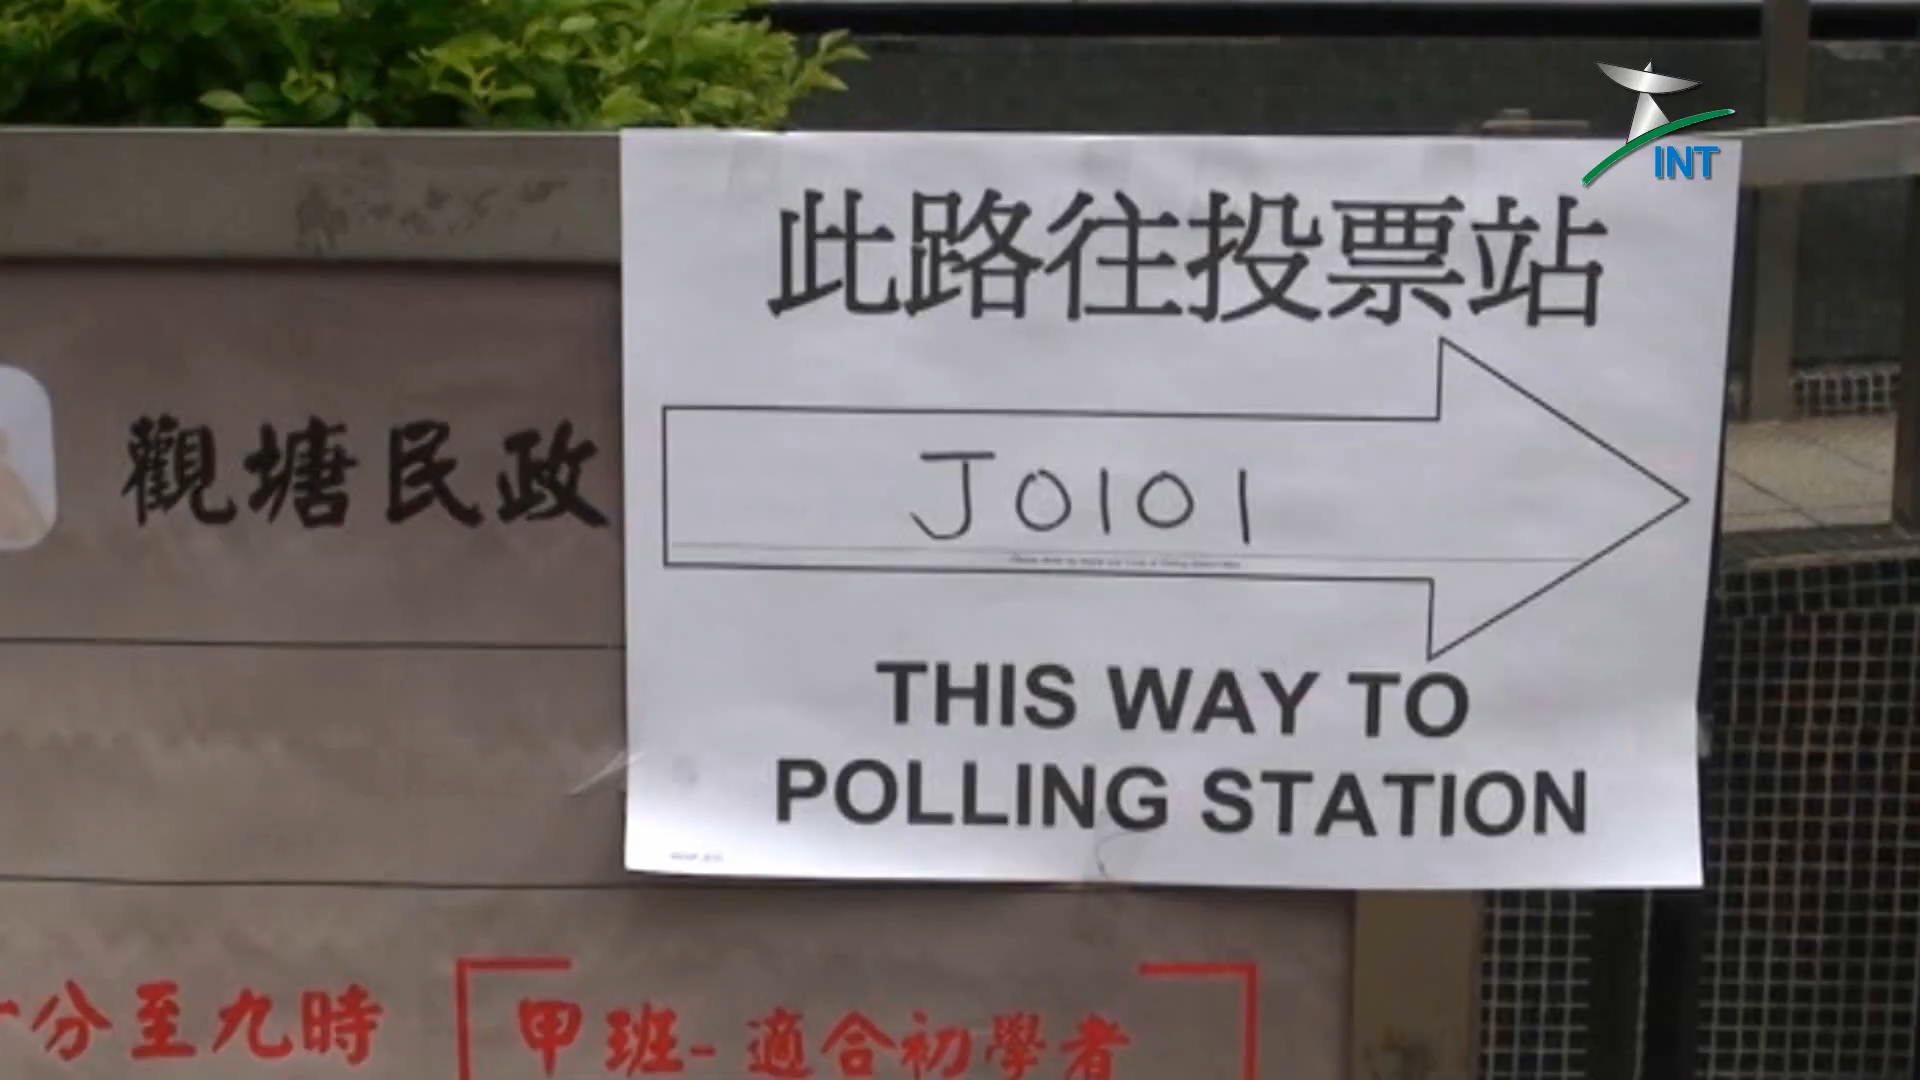 INT
此路往投票站
J0101
THIS WAY TO
POLLING STATION
觀塘民政
分至九時
甲班-適合初學者